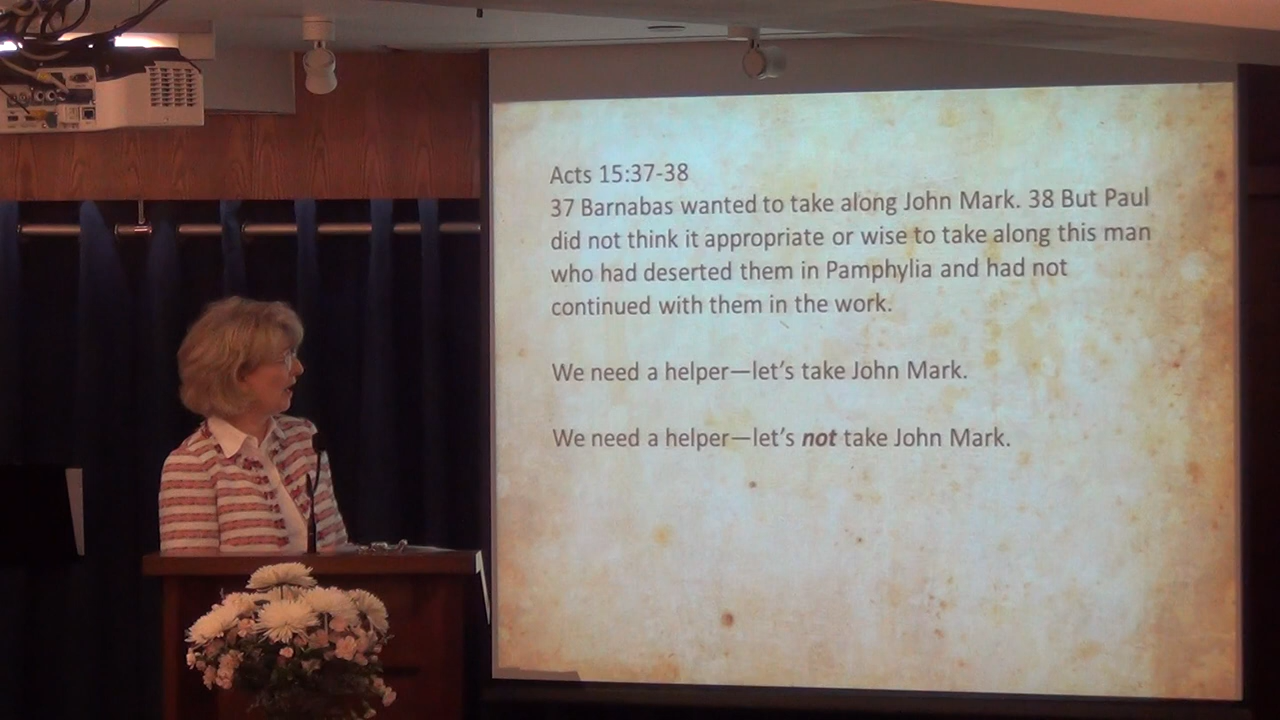 Acts 15:37-38
37 Barnabas wanted to take along John Mark. 38 But Paul
did not think it appropriate or wise to take along this man
who had deserted them in Pamphylia and had not
continued with them in the work.
We need a helper—let’s take John Mark.
We need a helper—let’s not take John Mark.